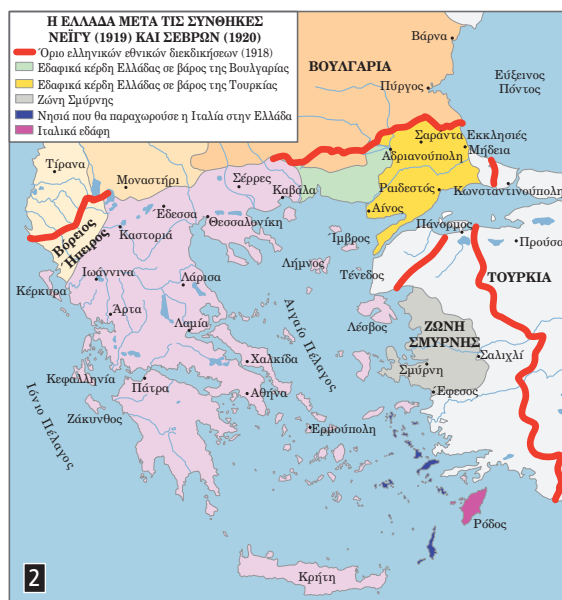 Η ΕΛΛΑΔΑ ΜΕΤΑ ΤΙΣ ΣΥΝΘΗΚΕΣ
ΝΕΪΓΥ (1919) ΚΑΙ ΣΕΒΡΩΝ (1920)
Όριο ελληνικών εθνικών διεκδικήσεων (1918)
Εδαφικά κέρδη Ελλάδας σε βάρος της Βουλγαρίας
Εδαφικά κέρδη Ελλάδας σε βάρος της Τουρκίας
Ζώνη Σμύρνης
Νησιά που θα παραχωρούσε η Ιταλία στην Ελλάδα
Ιταλικά εδάφη
Βάρνα
ΒΟΥΛΓΑΡΙΑ
Εύξεινος
Πόντος
Πύργος
Σαράντα Εκκλησιές
Αδριανούπολη
Μήδεια
Τίρανα
Μοναστήρι
Σέρρες
Καβάλα
Ραιδεστός
Κωνσταντινούπολη
Έδεσσα
Θεσσαλονίκη
Αίνος
Βόρειος
Ήπειρος
Καστοριά
Ίμβρος
Πάνορμος
Προύσα
Ιωάννινα
Λήμνος
Τένεδος
ΤΟΥΡΚΙΑ
Κέρκυρα
Λάρισα
Άρτα
Λαμία
Αιγαίο Πέλαγος
Λέσβος
ΖΩΝΗ
ΣΜΥΡΝΗΣ
Σαλιχλί
Χαλκίδα
Σμύρνη
Κεφαλληνία
Πάτρα
Αθήνα
Έφεσος
Ιόνιο Πέλαγος
Ζάκυνθος
Ερμούπολη
Ρόδος
Κρήτη
2